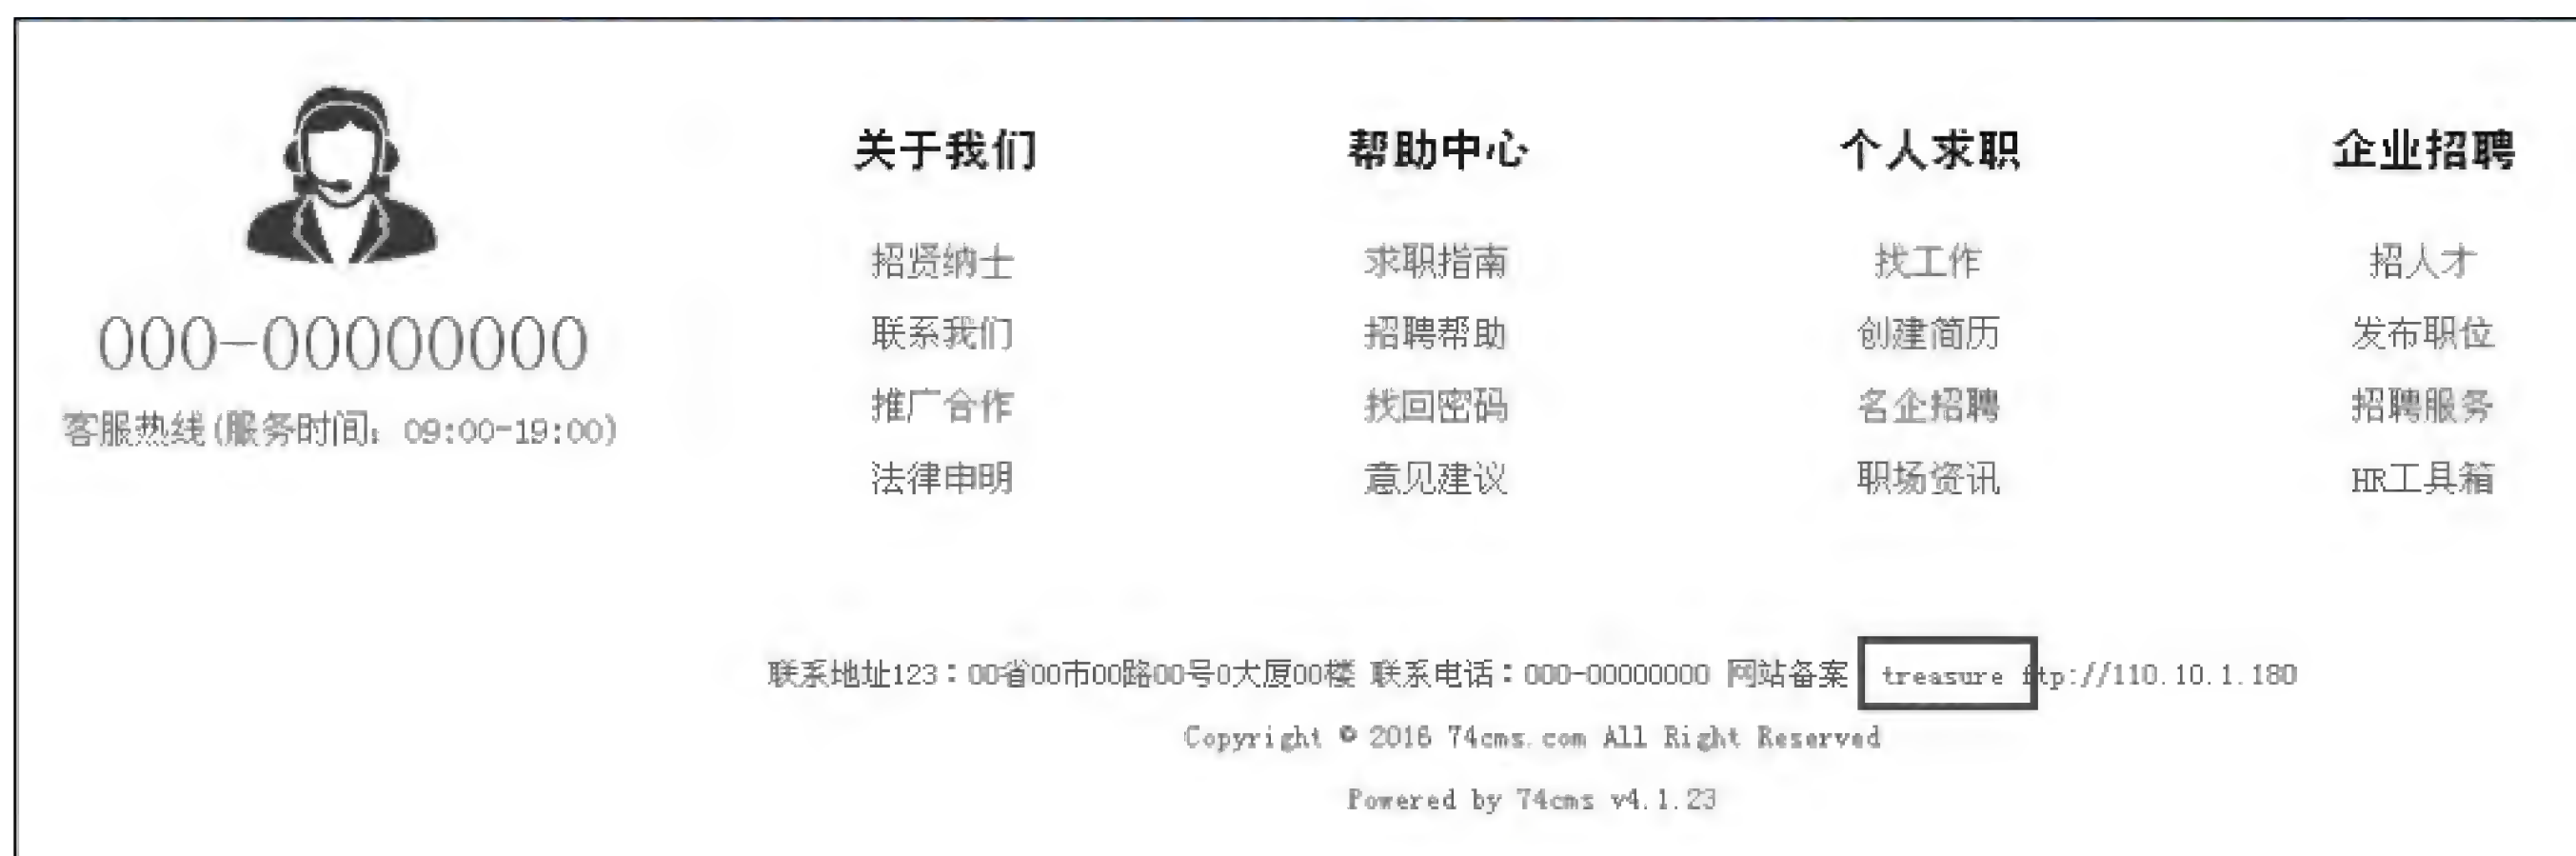 关于我们 帮助中心 个人求职 企业招聘
招贤纳士 求职指南 找工作 招人才
000-00000000
联系我们 招聘帮助 创建简历 发布职位
客服热线(服务时间：09:00-19:00)
推广合作 找回密码 名企招聘 招聘服务
法律申明 意见建议 职场资讯 HR工具箱
联系地址123：00省00市00路00号0大厦00楼 联系电话：000-00000000 网站备案 treasure ftp://110.10.1.180
Copyright © 2016 74cms.com All Right Reserved
Powered by 74cms v4.1.23